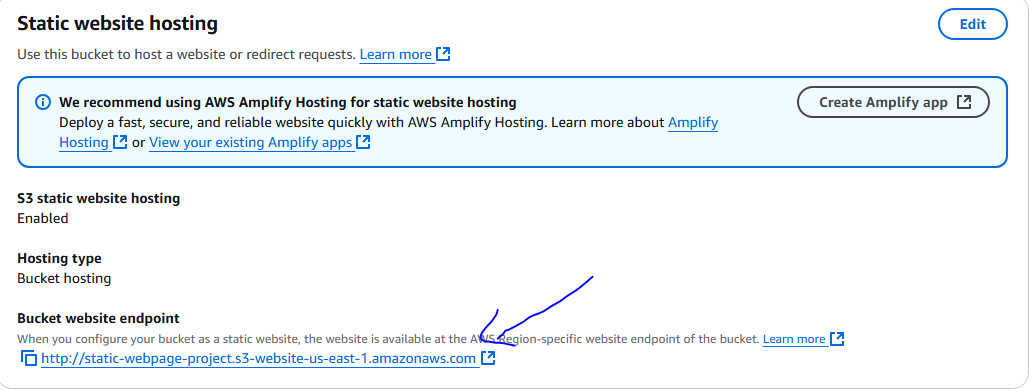 Static website hosting
Edit
Use this bucket to host a website or redirect requests. Learn more
We recommend using AWS Amplify Hosting for static website hosting
Create Amplify app
Deploy a fast, secure, and reliable website quickly with AWS Amplify Hosting. Learn more about Amplify
Hosting or View your existing Amplify apps
S3 static website hosting
Enabled
Hosting type
Bucket hosting
Bucket website endpoint
When you configure your bucket as a static website, the website is available at the AWS Region-specific website endpoint of the bucket. Learn more
http://static-webpage-project.s3-website-us-east-1.amazonaws.com